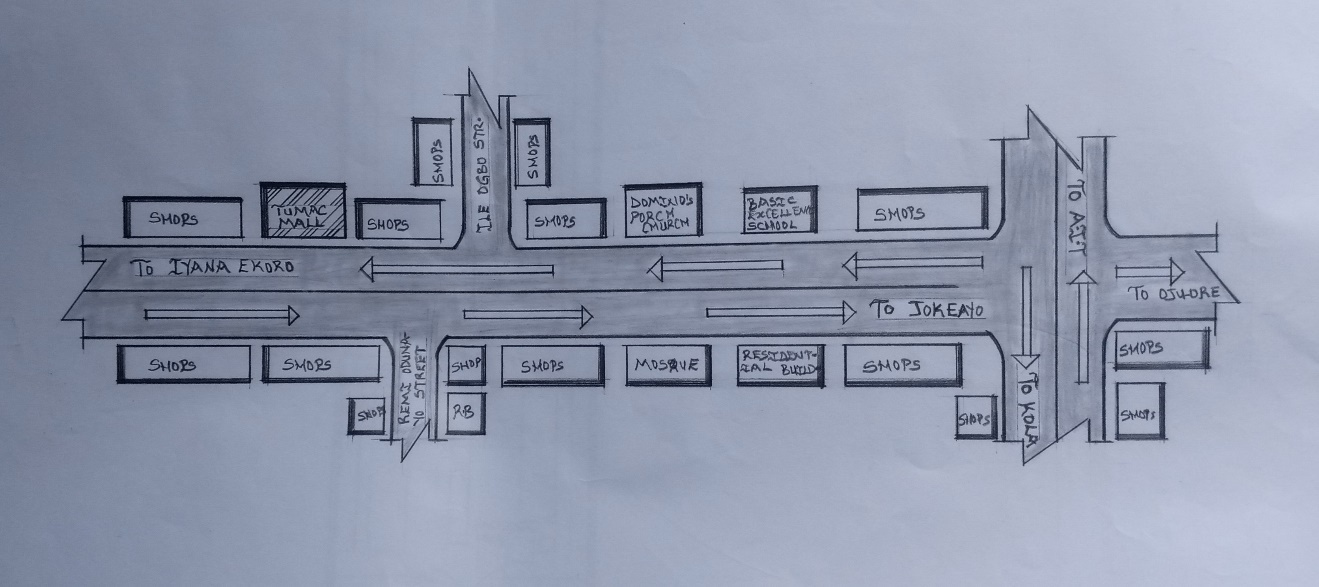 SHOPS
SHOPS
ILE OGBO STR.
SHOPS
TUMAC
MALL
SHOPS
SHOPS
DOMINO'S
PORCH
CHURCH
BASIC
EXCELLENT
SCHOOL
SHOPS
TO AIT
TO IYANA EKORO
TO OJUORE
TO JOKEAYO
SHOPS
SHOPS
REMI ODUNA-
YO STREET
SHOP
SHOPS
MOSQUE
RESIDENT-
IAL BUILD
SHOPS
SHOPS
SHOPS
RB
SHOPS
TO KOLA
SHOPS